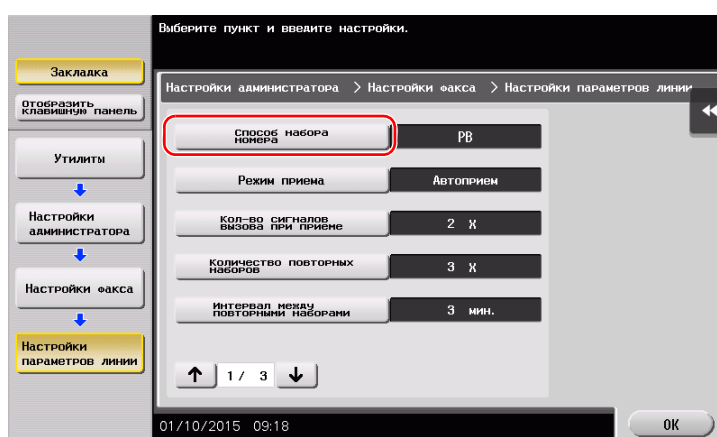 Выберите пункт и введите настройки.
Закладка
Отобразить
клавишную панель
Утилиты
Настройки
администратора
Настройки факса
Настройки
параметров линии
Настройки администратора > Настройки факса > Настройки параметров линии
Способ набора
номера
PB
Режим приема
Автоприем
Кол-во сигналов
вызова при приеме
2 X
Количество повторных
наборов
3 X
Интервал между
повторными наборами
3 мин.
1/ 3
01/10/2015 09:18
OK